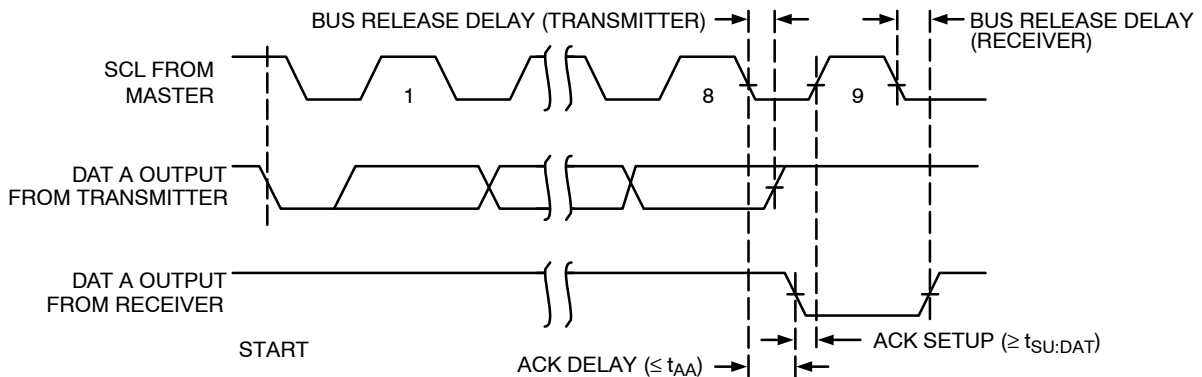 BUS RELEASE DELAY (TRANSMITTER)
BUS RELEASE DELAY
(RECEIVER)
SCL FROM
MASTER
1
8
9
DAT A OUTPUT
FROM TRANSMITTER
DAT A OUTPUT
FROM RECEIVER
START
ACK SETUP (≥ tSU:DAT)
ACK DELAY (≤ tAA)